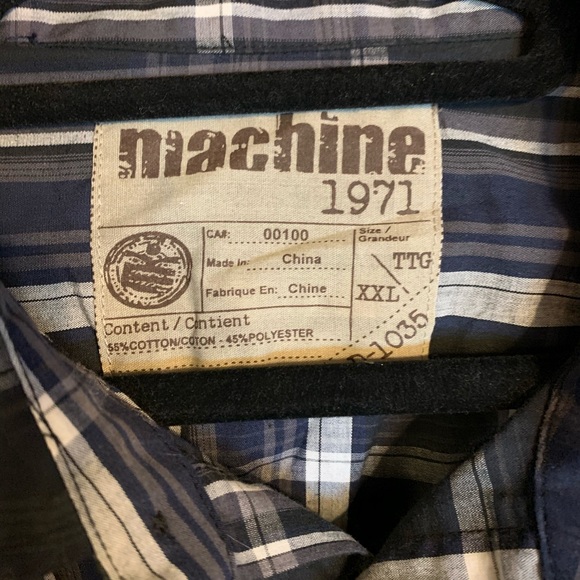 machine
1971
CA#: 00100
Made In: China
Fabrique En: Chine
Size / Grandeur
XXL / TTG
Content / Contient
55%COTTON/COTON - 45%POLYESTER
-1035